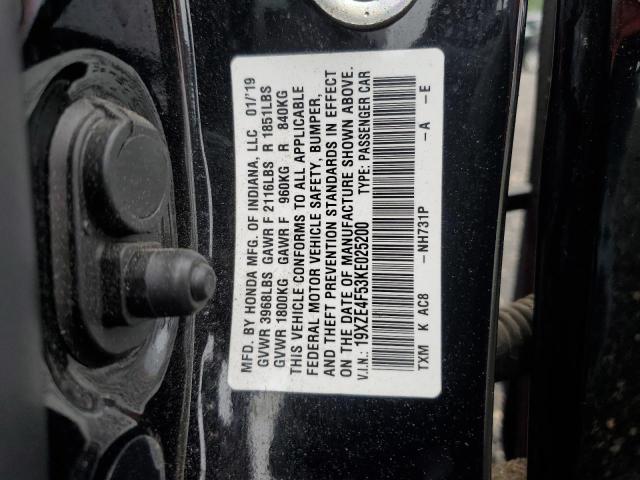 MFD. BY HONDA MFG. OF INDIANA, LLC 01/'19
GVWR 3968LBS GAWR F 2116LBS R 1851LBS
GVWR 1800KG GAWR F 960KG R 840KG
THIS VEHICLE CONFORMS TO ALL APPLICABLE
FEDERAL MOTOR VEHICLE SAFETY, BUMPER,
AND THEFT PREVENTION STANDARDS IN EFFECT
ON THE DATE OF MANUFACTURE SHOWN ABOVE.
V.I.N.: 19XZE4F53KE025200 TYPE: PASSENGER CAR
TXM K AC8 -NH731P -A -E